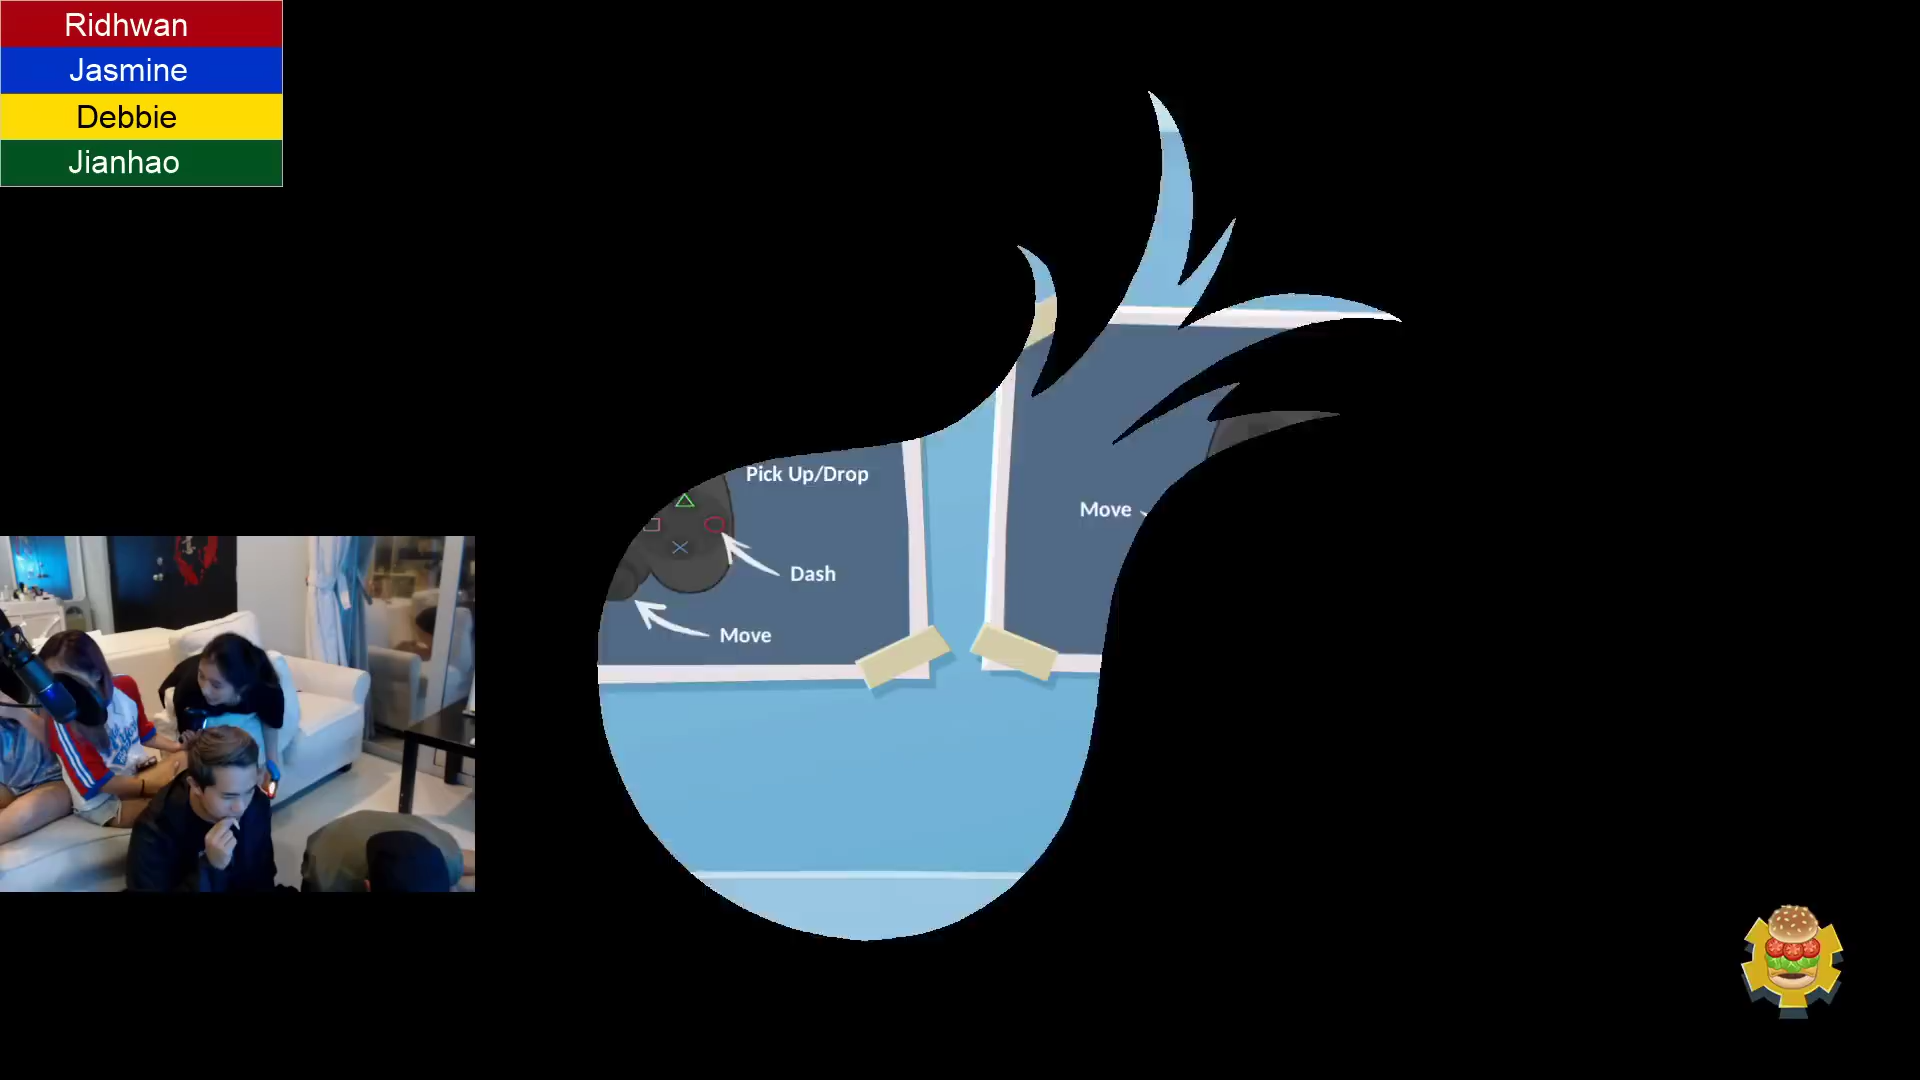 Ridhwan
Jasmine
Debbie
Jianhao
Pick Up/Drop
Dash
Move
Move